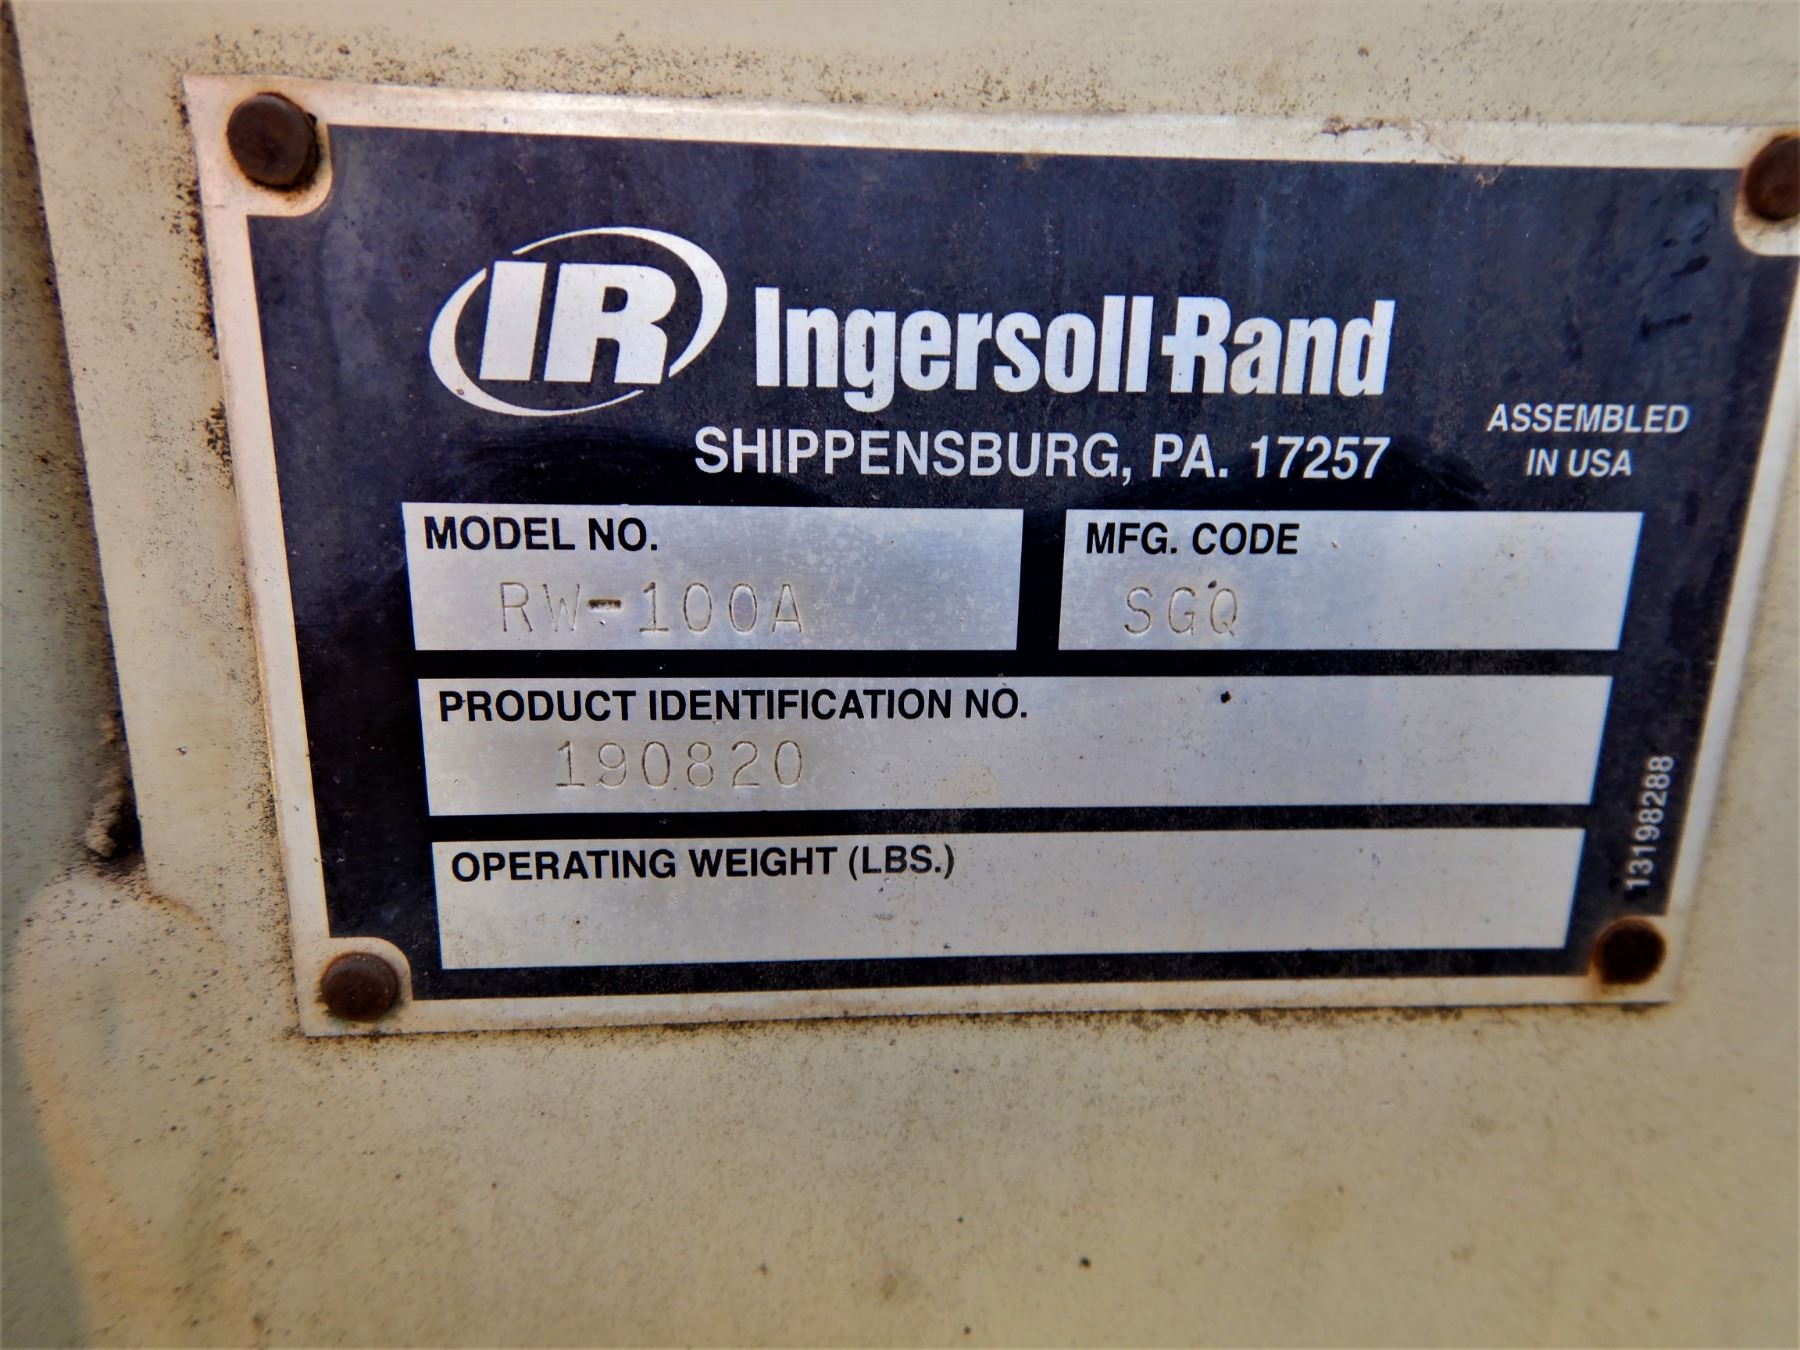 IR Ingersoll-Rand
SHIPPENSBURG, PA. 17257
ASSEMBLED
IN USA
MODEL NO.
RW-100A
MFG. CODE
SGQ
PRODUCT IDENTIFICATION NO.
190820
OPERATING WEIGHT (LBS.)
13198288